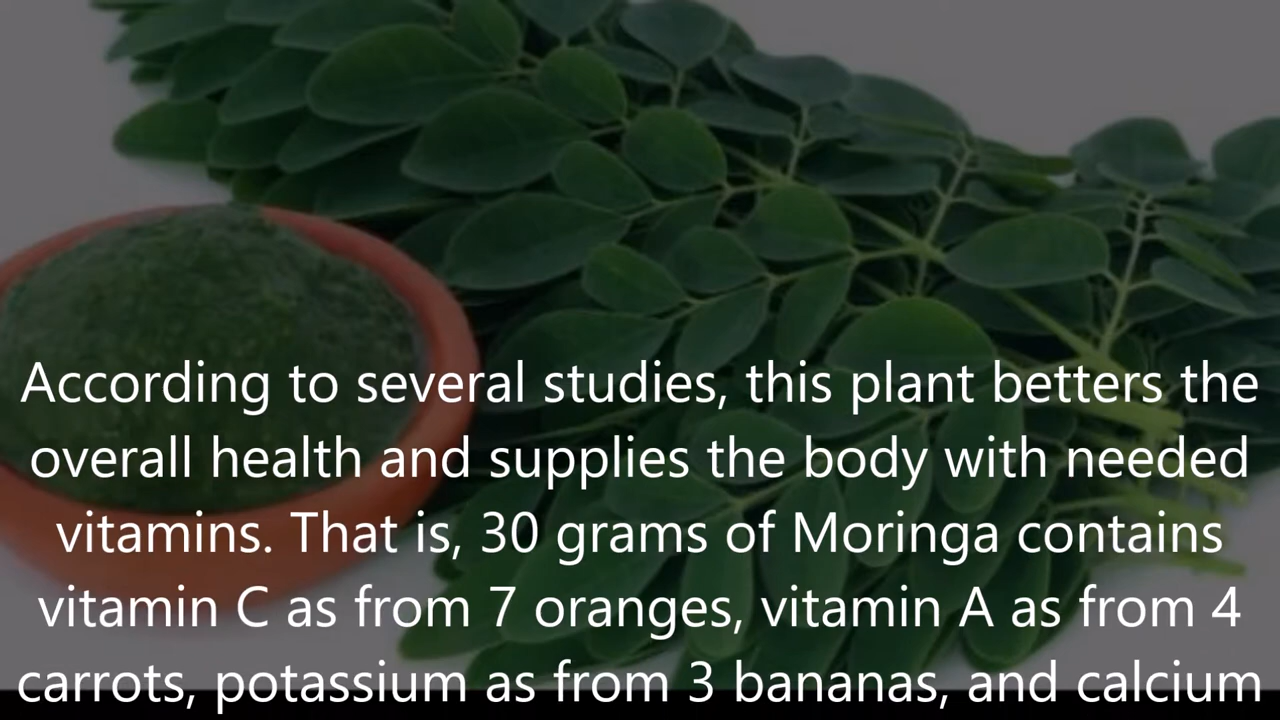 According to several studies, this plant betters the
overall health and supplies the body with needed
vitamins. That is, 30 grams of Moringa contains
vitamin C as from 7 oranges, vitamin A as from 4
carrots, potassium as from 3 bananas, and calcium